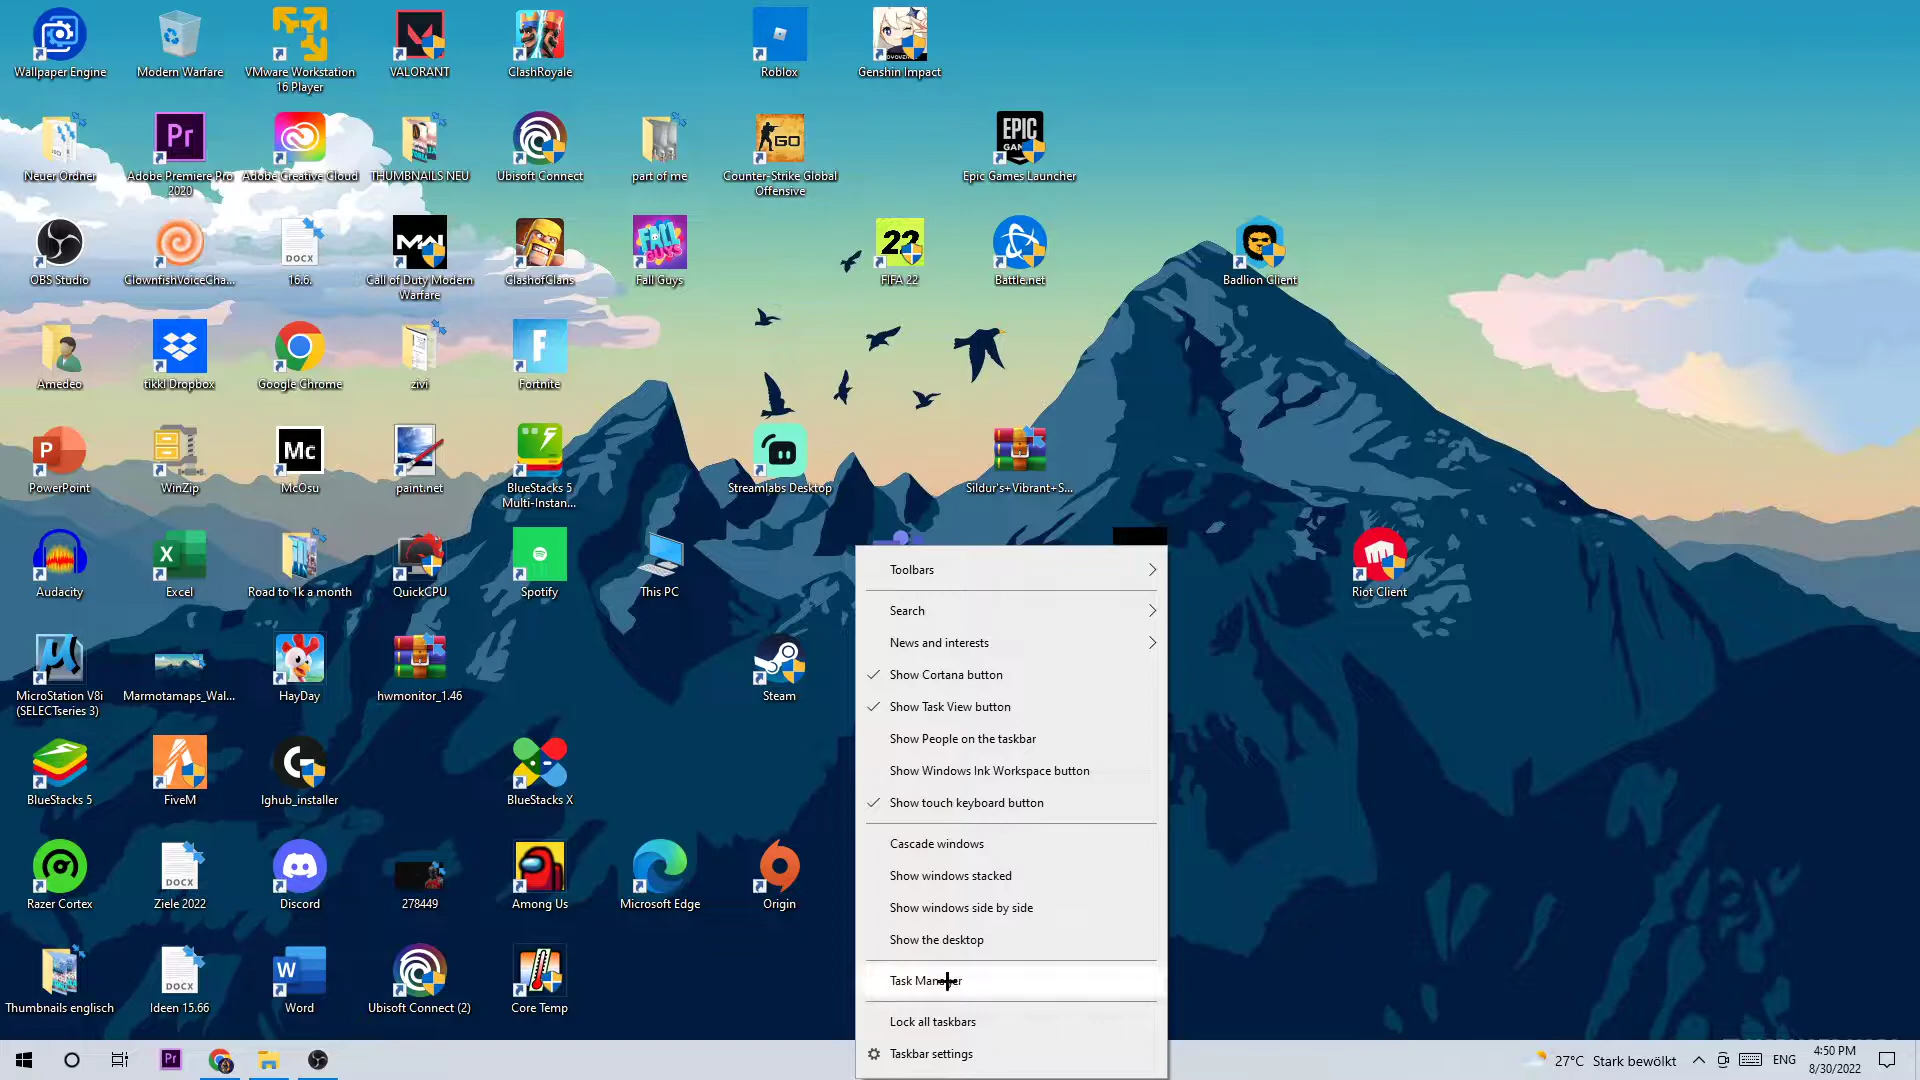 Wallpaper Engine
Modern Warfare
VMware Workstation
16 Player
VALORANT
ClashRoyale
Roblox
Genshin Impact
Neuer Ordner
Adobe Premiere Pro
2020
Adobe Creative Cloud
THUMBNAILS NEU
Ubisoft Connect
part of me
Counter-Strike Global
Offensive
Epic Games Launcher
OBS Studio
ClownfishVoiceCha...
16.6.
Call of Duty Modern
Warfare
ClashofClans
Fall Guys
FIFA 22
Battle.net
Badlion Client
Amedeo
tikkl Dropbox
Google Chrome
zivi
Fortnite
PowerPoint
WinZip
McOsu
paint.net
BlueStacks 5
Multi-Instan...
Streamlabs Desktop
Sildur's+Vibrant+S...
Audacity
Excel
Road to 1k a month
QuickCPU
Spotify
This PC
Riot Client
MicroStation V8i
(SELECTseries 3)
Marmotamaps_Wal...
HayDay
hwmonitor_1.46
Steam
BlueStacks 5
FiveM
lghub_installer
BlueStacks X
Razer Cortex
Ziele 2022
Discord
278449
Among Us
Microsoft Edge
Origin
Thumbnails englisch
Ideen 15.66
Word
Ubisoft Connect (2)
Core Temp
Toolbars
Search
News and interests
Show Cortana button
Show Task View button
Show People on the taskbar
Show Windows Ink Workspace button
Show touch keyboard button
Cascade windows
Show windows stacked
Show windows side by side
Show the desktop
Task Manager
Lock all taskbars
Taskbar settings
27°C Stark bewölkt
ENG
4:50 PM
8/30/2022